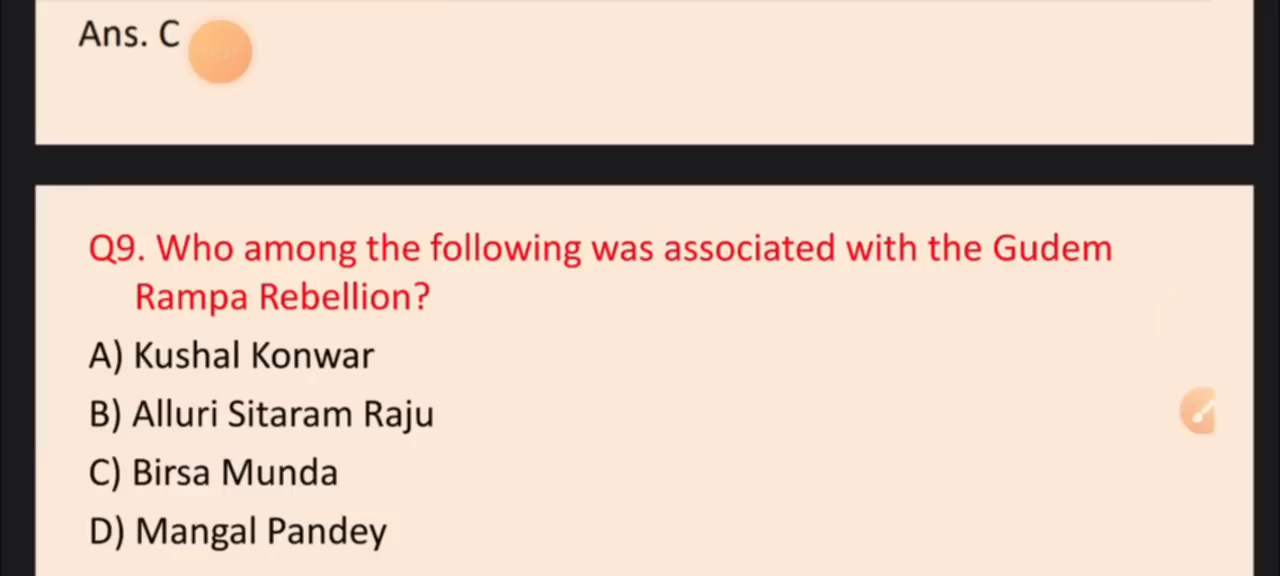 Ans. C
Q9. Who among the following was associated with the Gudem
Rampa Rebellion?
A) Kushal Konwar
B) Alluri Sitaram Raju
C) Birsa Munda
D) Mangal Pandey